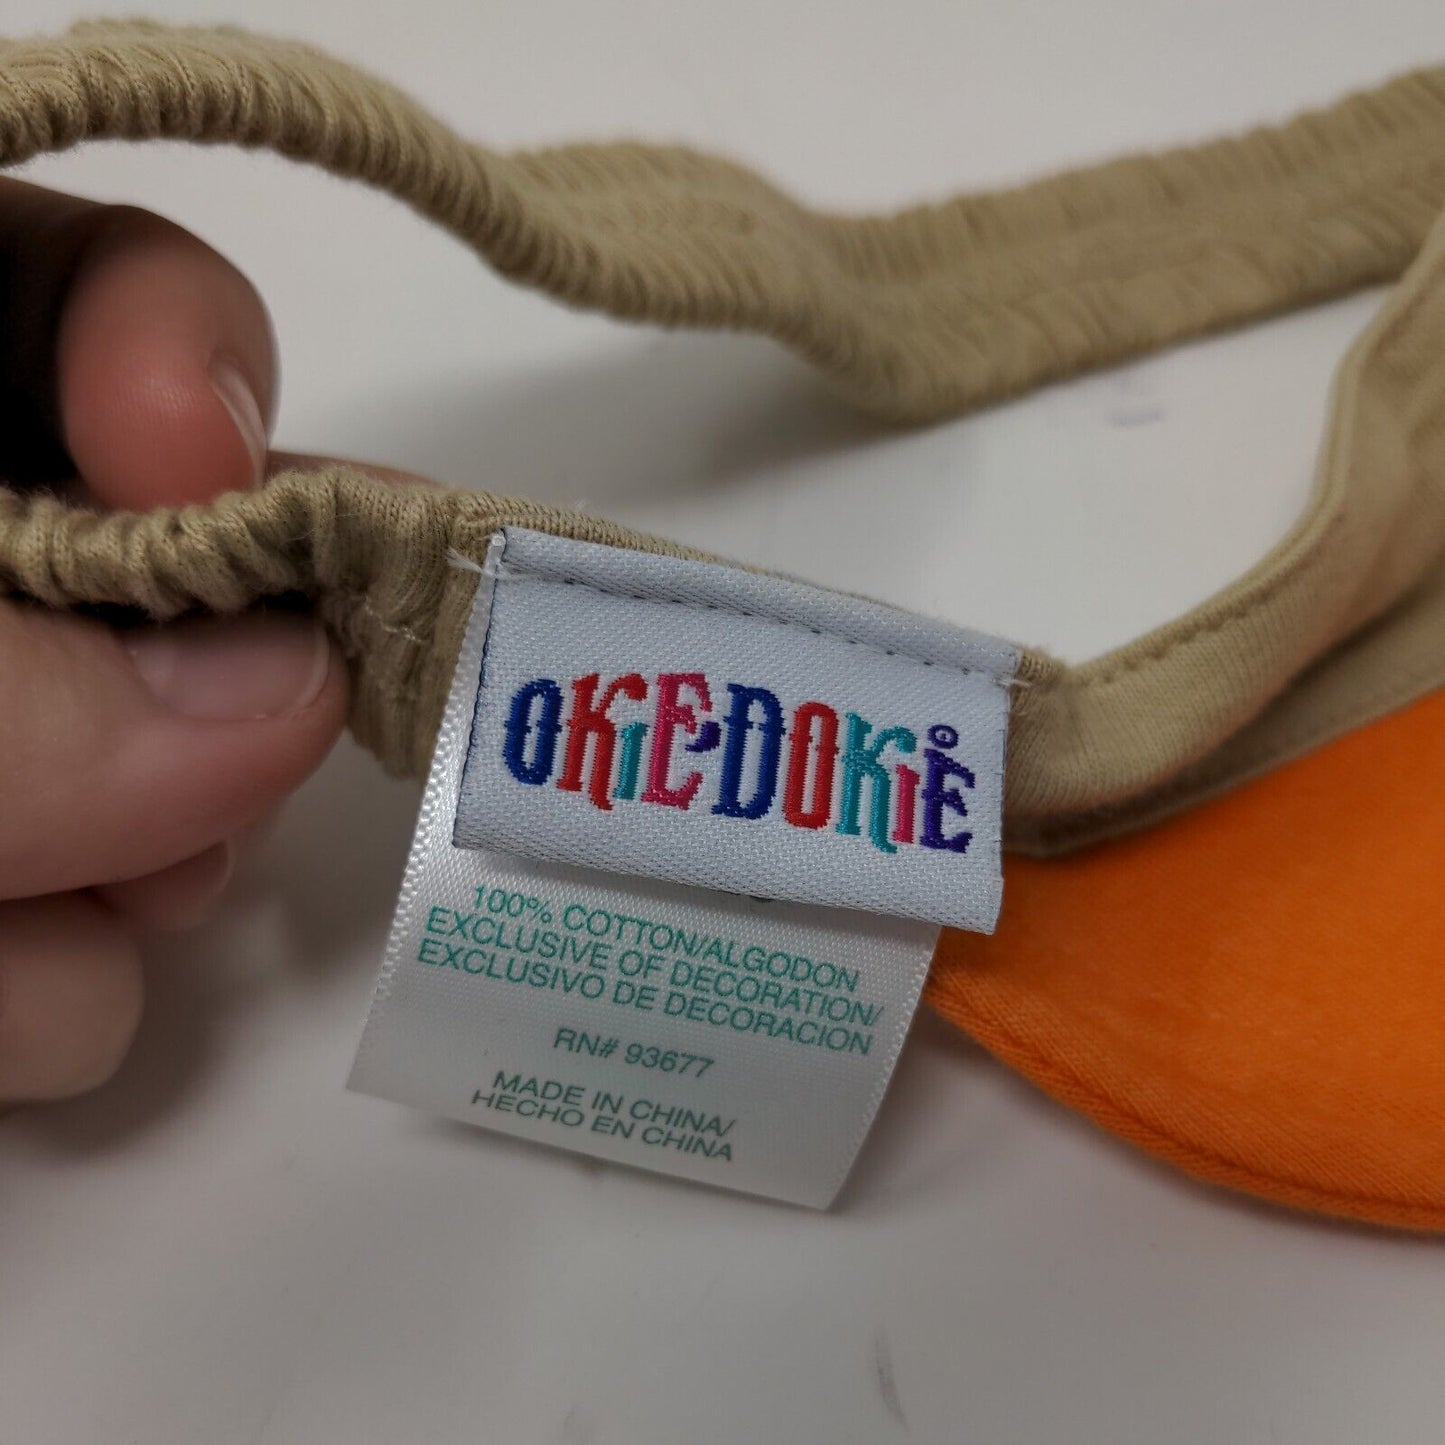 OKIEDOKIE
100% COTTON/ALGODON
EXCLUSIVE OF DECORATION/
EXCLUSIVO DE DECORACION
RN# 93677
MADE IN CHINA/
HECHO EN CHINA